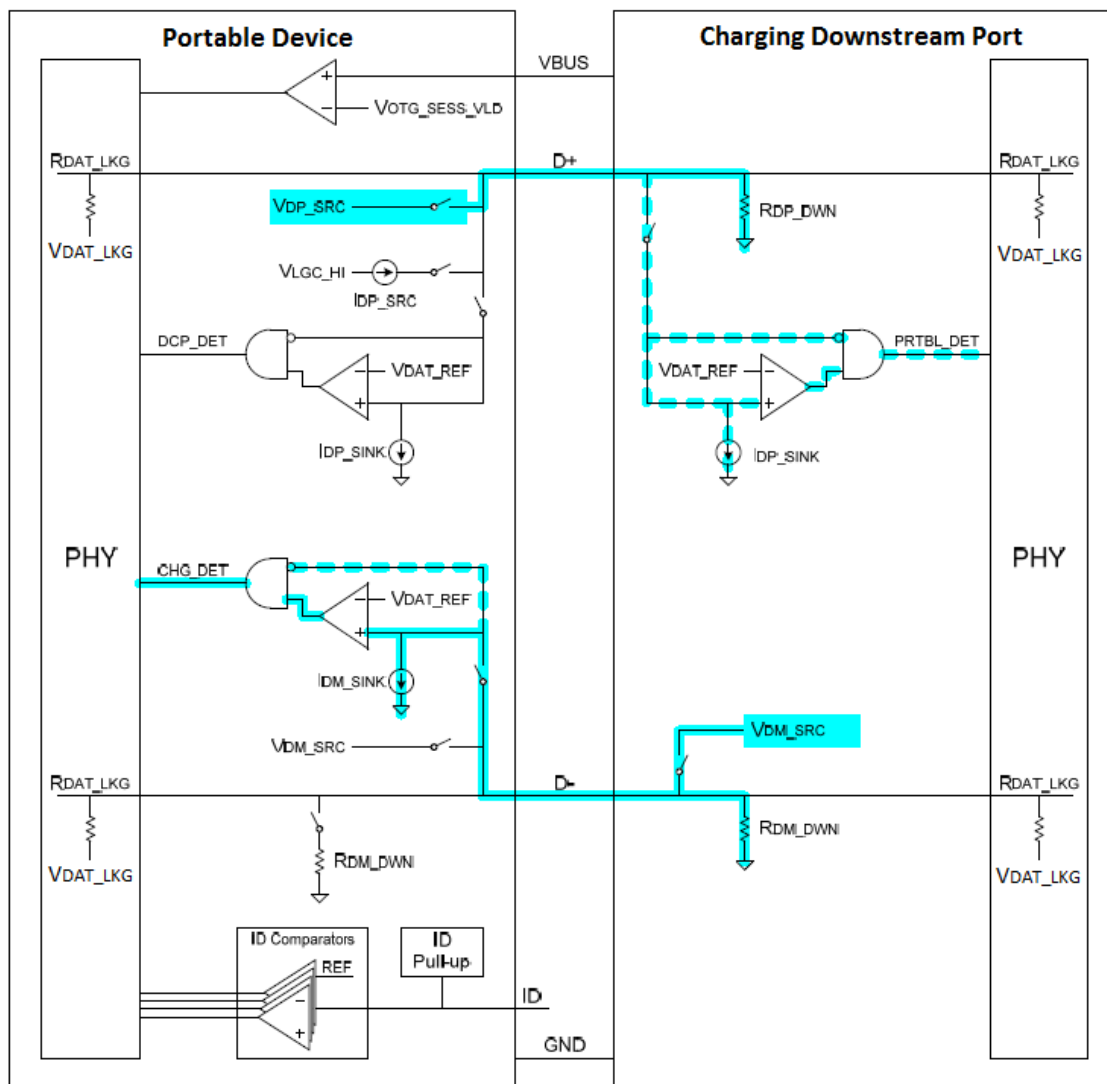 Portable Device
Charging Downstream Port
VBUS
VOTG_SESS_VLD
RDAT_LKG
D+
RDAT_LKG
VDP_SRC
RDP_DWN
VDAT_LKG
VDAT_LKG
VLGC_HI
IDP_SRC
DCP_DET
PRTBL_DET
VDAT_REF
VDAT_REF
IDP_SINK
IDP_SINK
PHY
CHG_DET
PHY
VDAT_REF
IDM_SINK
VDM_SRC
VDM_SRC
RDAT_LKG
D-
RDAT_LKG
RDM_DWN
RDM_DWN
VDAT_LKG
VDAT_LKG
ID Comparators
REF
ID
Pull-up
ID
GND